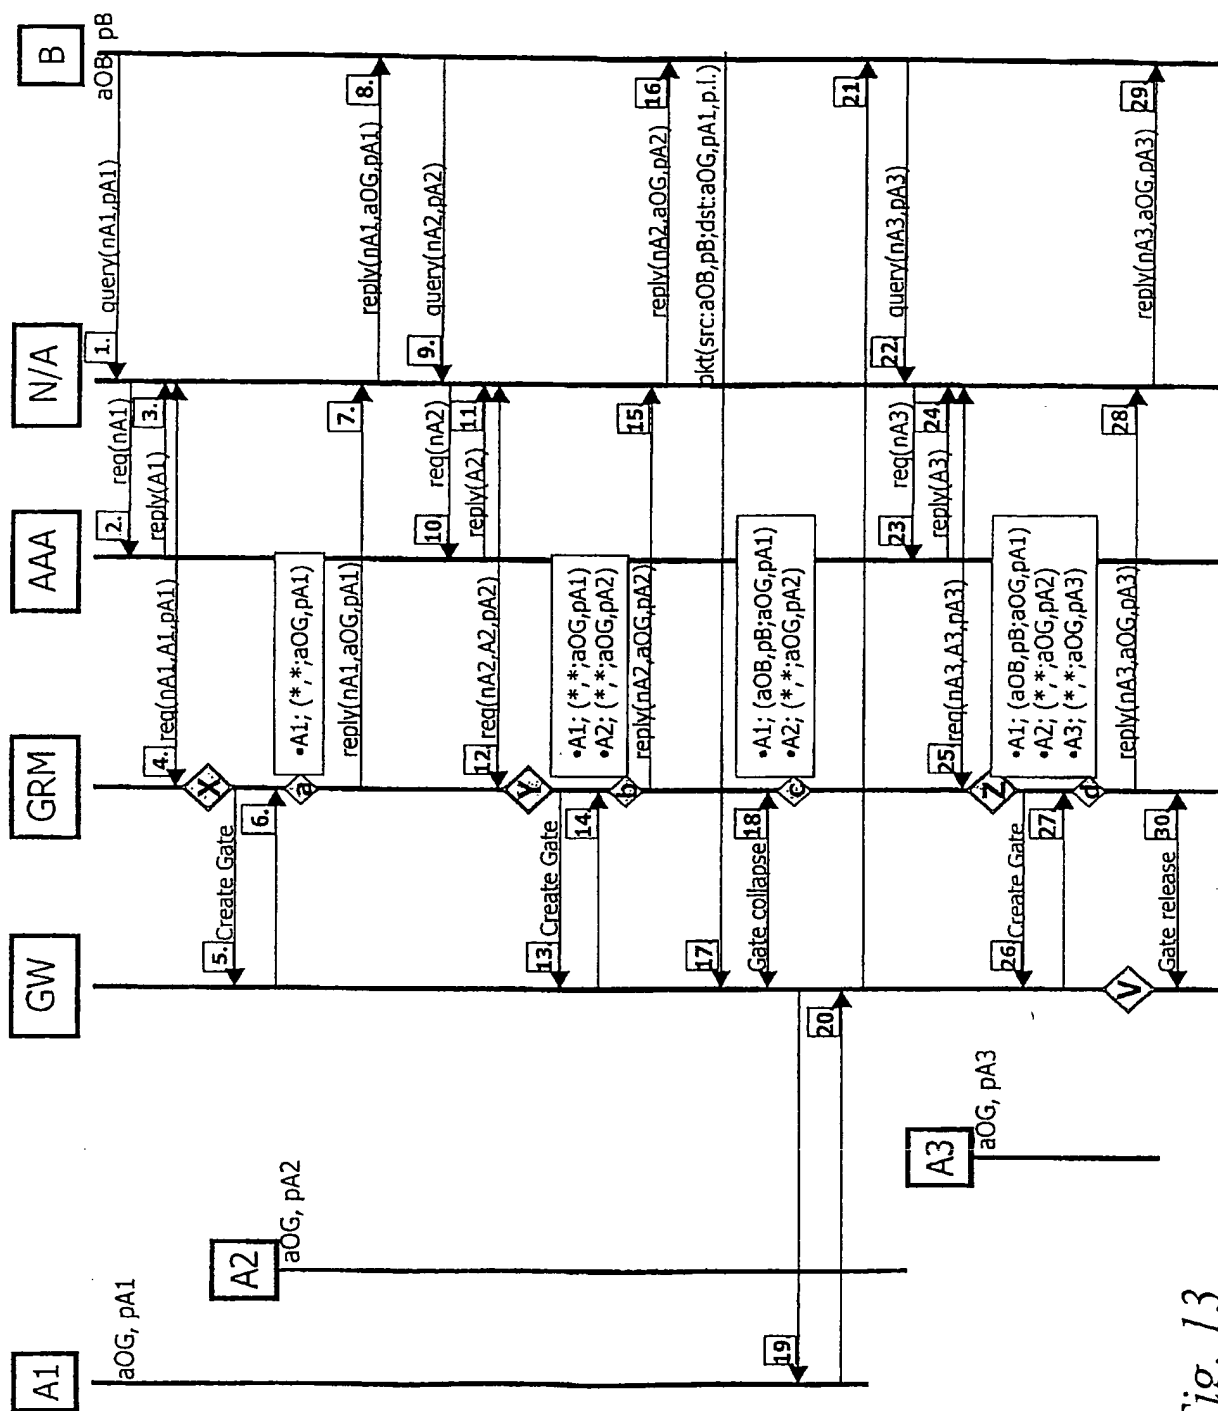 A1
A2
A3
GW
GRM
AAA
N/A
B
aOG, pA1
aOG, pA2
aOG, pA3
aOB, pB
1.
query(nA1,pA1)
2.
req(nA1)
3.
reply(A1)
4.
req(nA1,A1,pA1)
X
5.
Create Gate
6.
a
•A1; (*,*;aOG,pA1)
7.
reply(nA1,aOG,pA1)
8.
reply(nA1,aOG,pA1)
9.
query(nA2,pA2)
10
req(nA2)
11
reply(A2)
12.
req(nA2,A2,pA2)
Y
13.
Create Gate
14.
b
•A1; (*,*;aOG,pA1)
•A2; (*,*;aOG,pA2)
15
reply(nA2,aOG,pA2)
16
reply(nA2,aOG,pA2)
17
pkt(src:aOB,pB;dst:aOG,pA1,p.l.)
18
Gate collapse
c
•A1; (aOB,pB;aOG,pA1)
•A2; (*,*;aOG,pA2)
19
20
21
22
query(nA3,pA3)
23
req(nA3)
24
reply(A3)
25
req(nA3,A3,pA3)
Z
26
Create Gate
27
d
•A1; (aOB,pB;aOG,pA1)
•A2; (*,*;aOG,pA2)
•A3; (*,*;aOG,pA3)
28
reply(nA3,aOG,pA3)
29
reply(nA3,aOG,pA3)
V
30
Gate release
Fig. 13